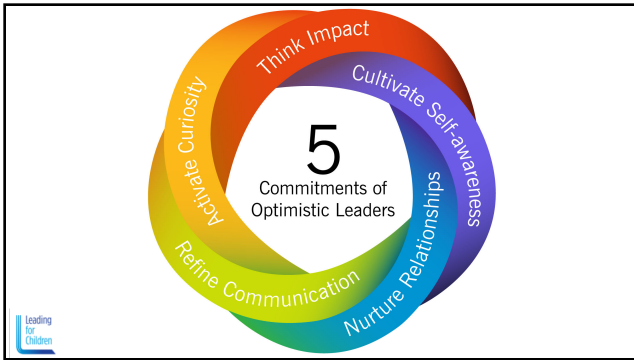 Think Impact
Cultivate Self-awareness
Nurture Relationships
Refine Communication
Activate Curiosity
5
Commitments of
Optimistic Leaders
Leading
for
Children